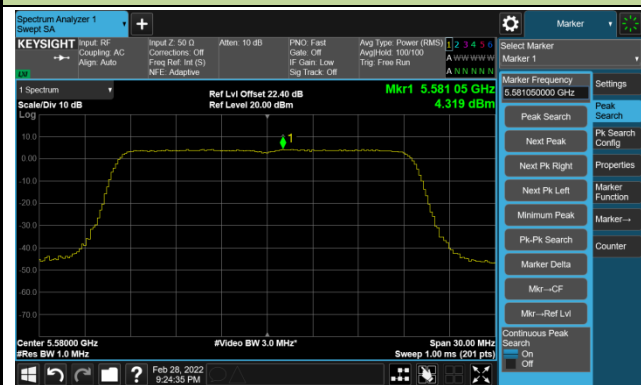 Spectrum Analyzer 1
Swept SA
Marker
KEYSIGHT
Input: RF
Coupling: AC
Align: Auto
Input Z: 50 Ω
Corrections: Off
Freq Ref: Int (S)
NFE: Adaptive
Atten: 10 dB
PNO: Fast
Gate: Off
IF Gain: Low
Sig Track: Off
Avg Type: Power (RMS)
Avg|Hold: 100/100
Trig: Free Run
1 2 3 4 5 6
A W W W W W
A N N N N N
Select Marker
Marker 1
1 Spectrum
Scale/Div 10 dB
Log
Ref Lvl Offset 22.40 dB
Ref Level 20.00 dBm
Mkr1 5.581 05 GHz
4.319 dBm
1
10.0
0.00
-10.0
-20.0
-30.0
-40.0
-50.0
-60.0
-70.0
Center 5.58000 GHz
#Res BW 1.0 MHz
#Video BW 3.0 MHz*
Span 30.00 MHz
Sweep 1.00 ms (201 pts)
Marker Frequency
5.581050000 GHz
Peak Search
Next Peak
Next Pk Right
Next Pk Left
Minimum Peak
Pk-Pk Search
Marker Delta
Mkr→CF
Mkr→Ref Lvl
Continuous Peak
Search
On
Off
Settings
Peak
Search
Pk Search
Config
Properties
Marker
Function
Marker→
Counter
Feb 28, 2022
9:24:35 PM